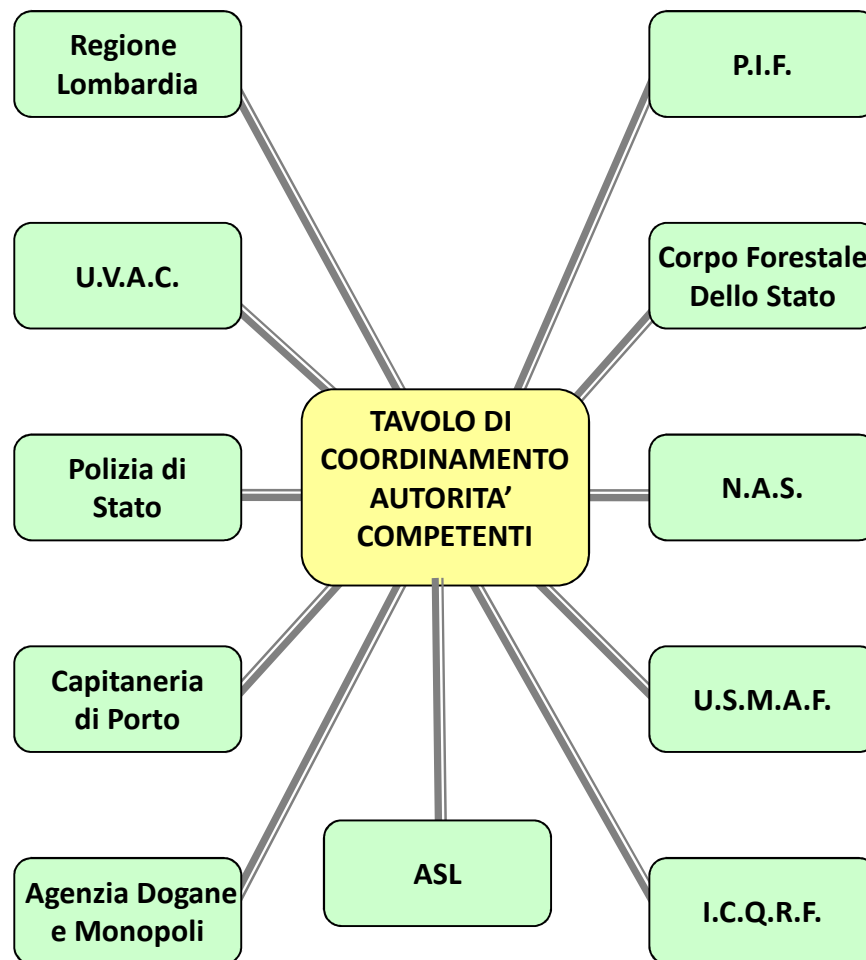 Regione
Lombardia
P.I.F.
U.V.A.C.
Corpo Forestale
Dello Stato
TAVOLO DI
COORDINAMENTO
AUTORITA’
COMPETENTI
Polizia di
Stato
N.A.S.
Capitaneria
di Porto
U.S.M.A.F.
ASL
Agenzia Dogane
e Monopoli
I.C.Q.R.F.